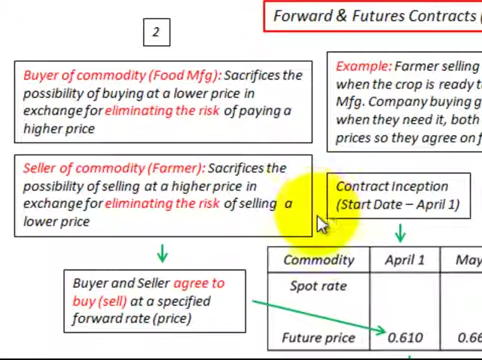 Forward & Futures Contracts (
2
Buyer of commodity (Food Mfg): Sacrifices the
possibility of buying at a lower price in
exchange for eliminating the risk of paying a
higher price
Example: Farmer selling
when the crop is ready t
Mfg. Company buying g
when they need it, both
prices so they agree on f
Seller of commodity (Farmer): Sacrifices the
possibility of selling at a higher price in
exchange for eliminating the risk of selling a
lower price
Contract Inception
(Start Date – April 1)
Buyer and Seller agree to
buy (sell) at a specified
forward rate (price)
Commodity April 1 May
Spot rate
Future price 0.610 0.66